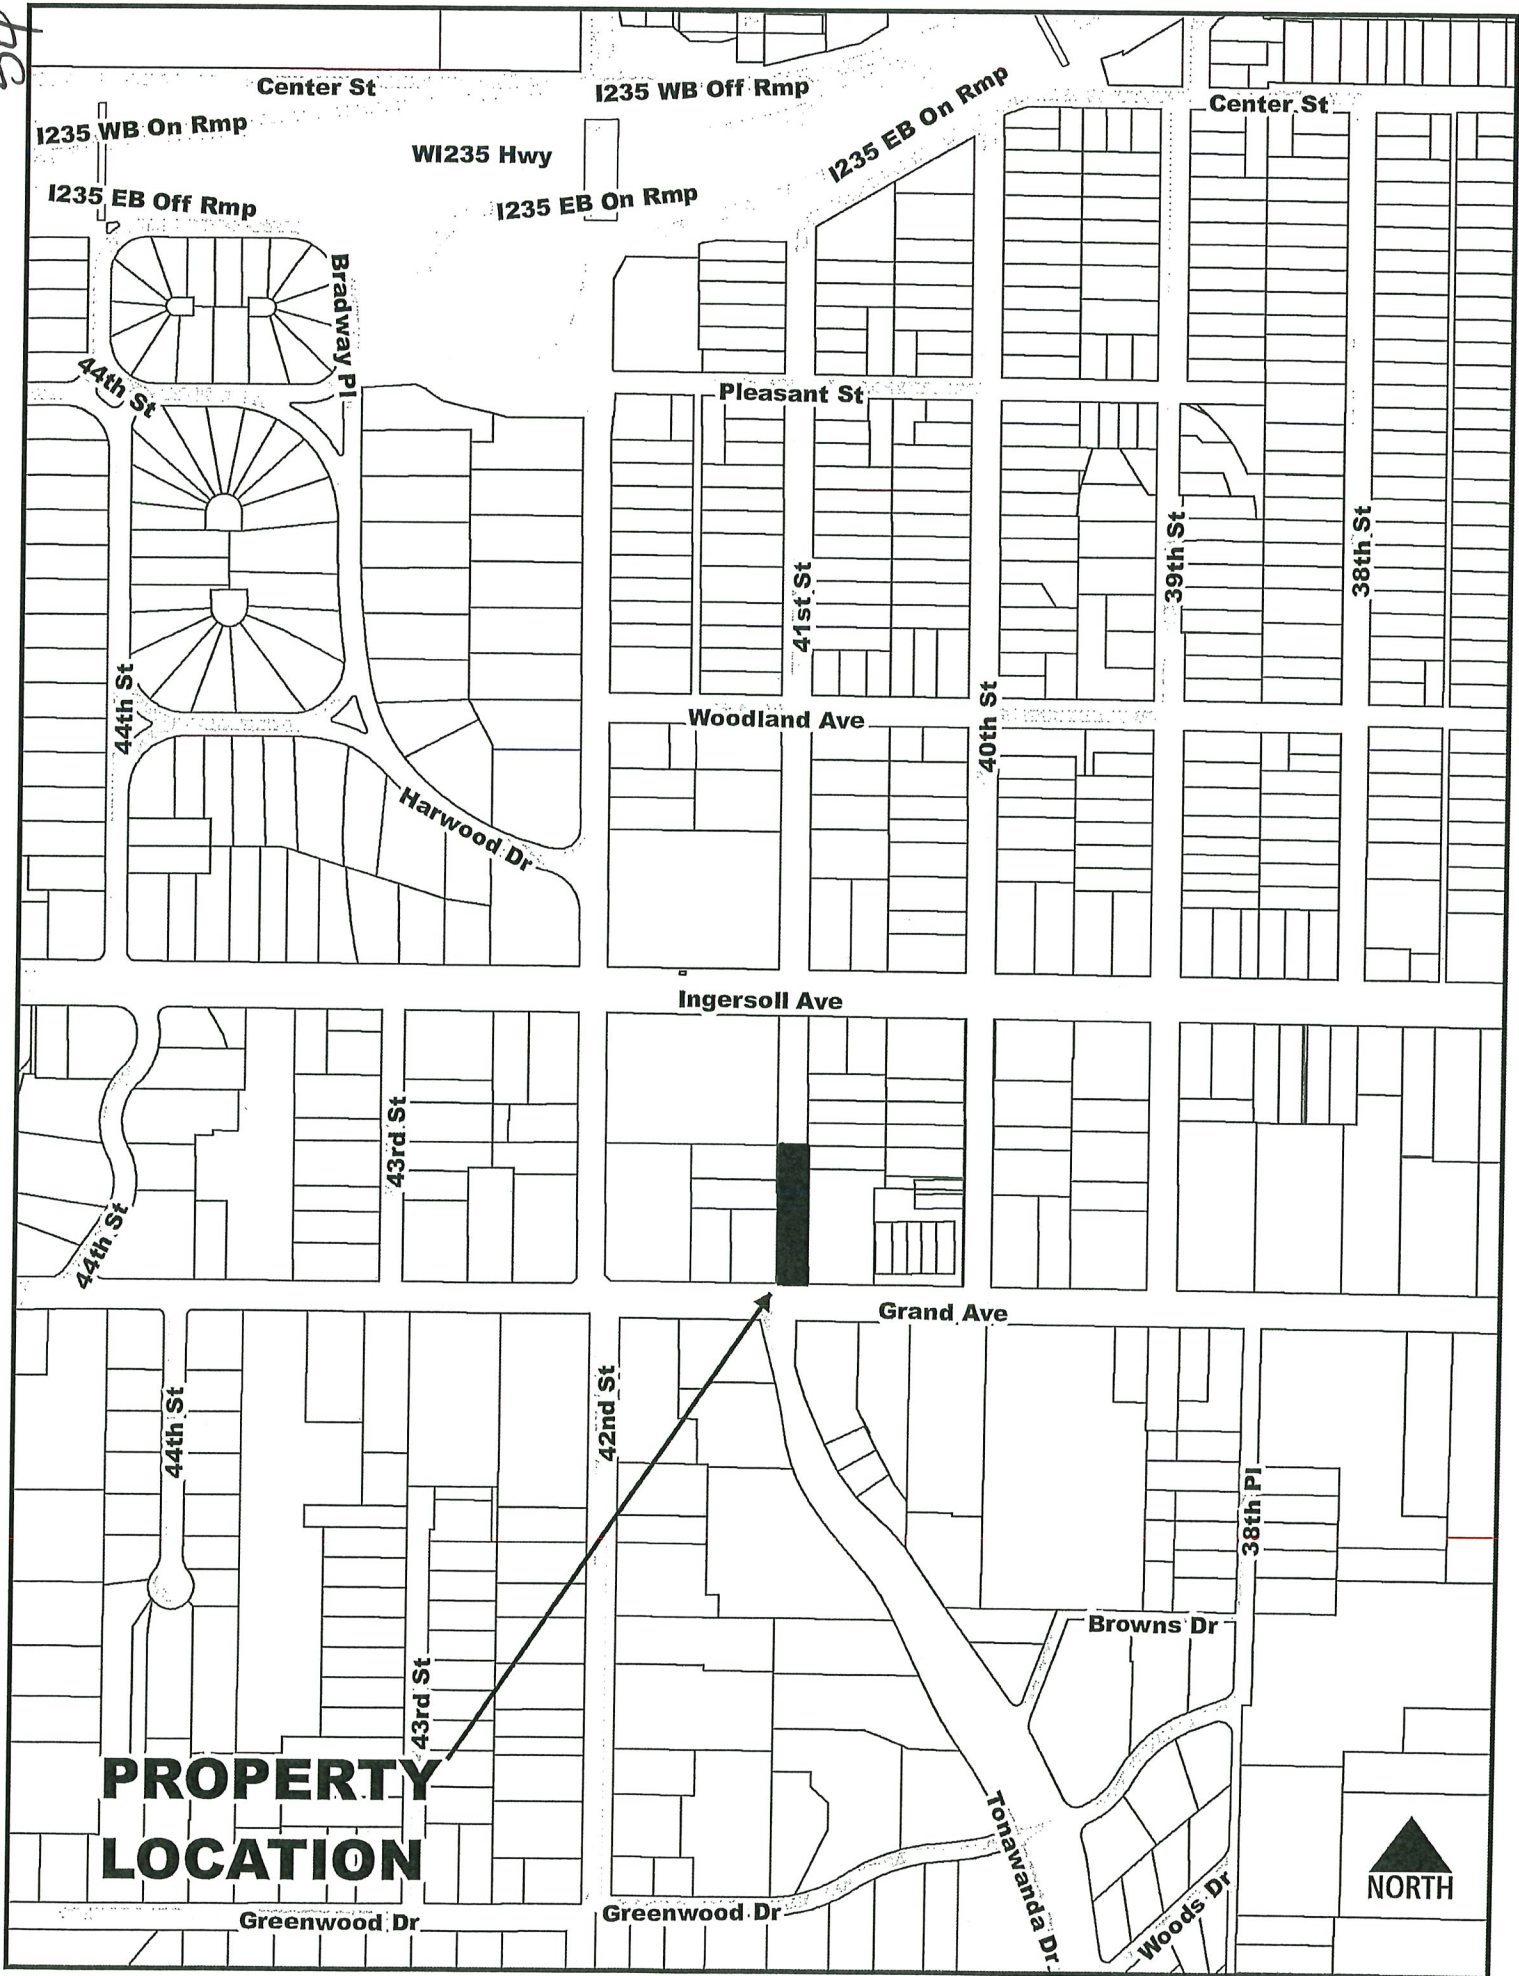 34
Center St
I235 WB Off Rmp
I235 EB On Rmp
Center St
I235 WB On Rmp
WI235 Hwy
I235 EB Off Rmp
I235 EB On Rmp
Bradway Pl
44th St
Pleasant St
41st St
39th St
38th St
44th St
Woodland Ave
40th St
Harwood Dr
Ingersoll Ave
43rd St
44th St
Grand Ave
44th St
42nd St
38th Pl
Browns Dr
43rd St
PROPERTY
LOCATION
Tonawanda Dr
Woods Dr
NORTH
Greenwood Dr
Greenwood Dr